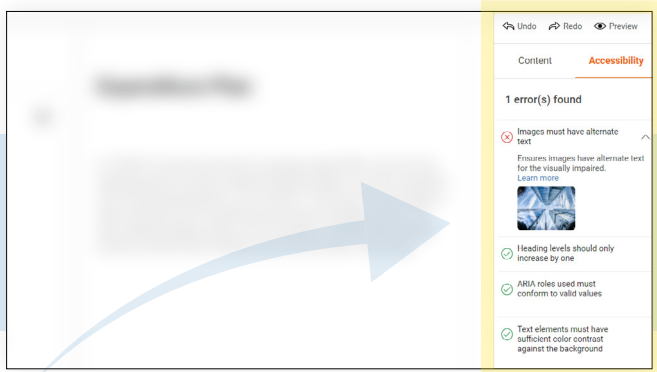 Undo Redo Preview
Content Accessibility
1 error(s) found
Images must have alternate
text
Ensures images have alternate text
for the visually impaired.
Learn more
Heading levels should only
increase by one
ARIA roles used must
conform to valid values
Text elements must have
sufficient color contrast
against the background